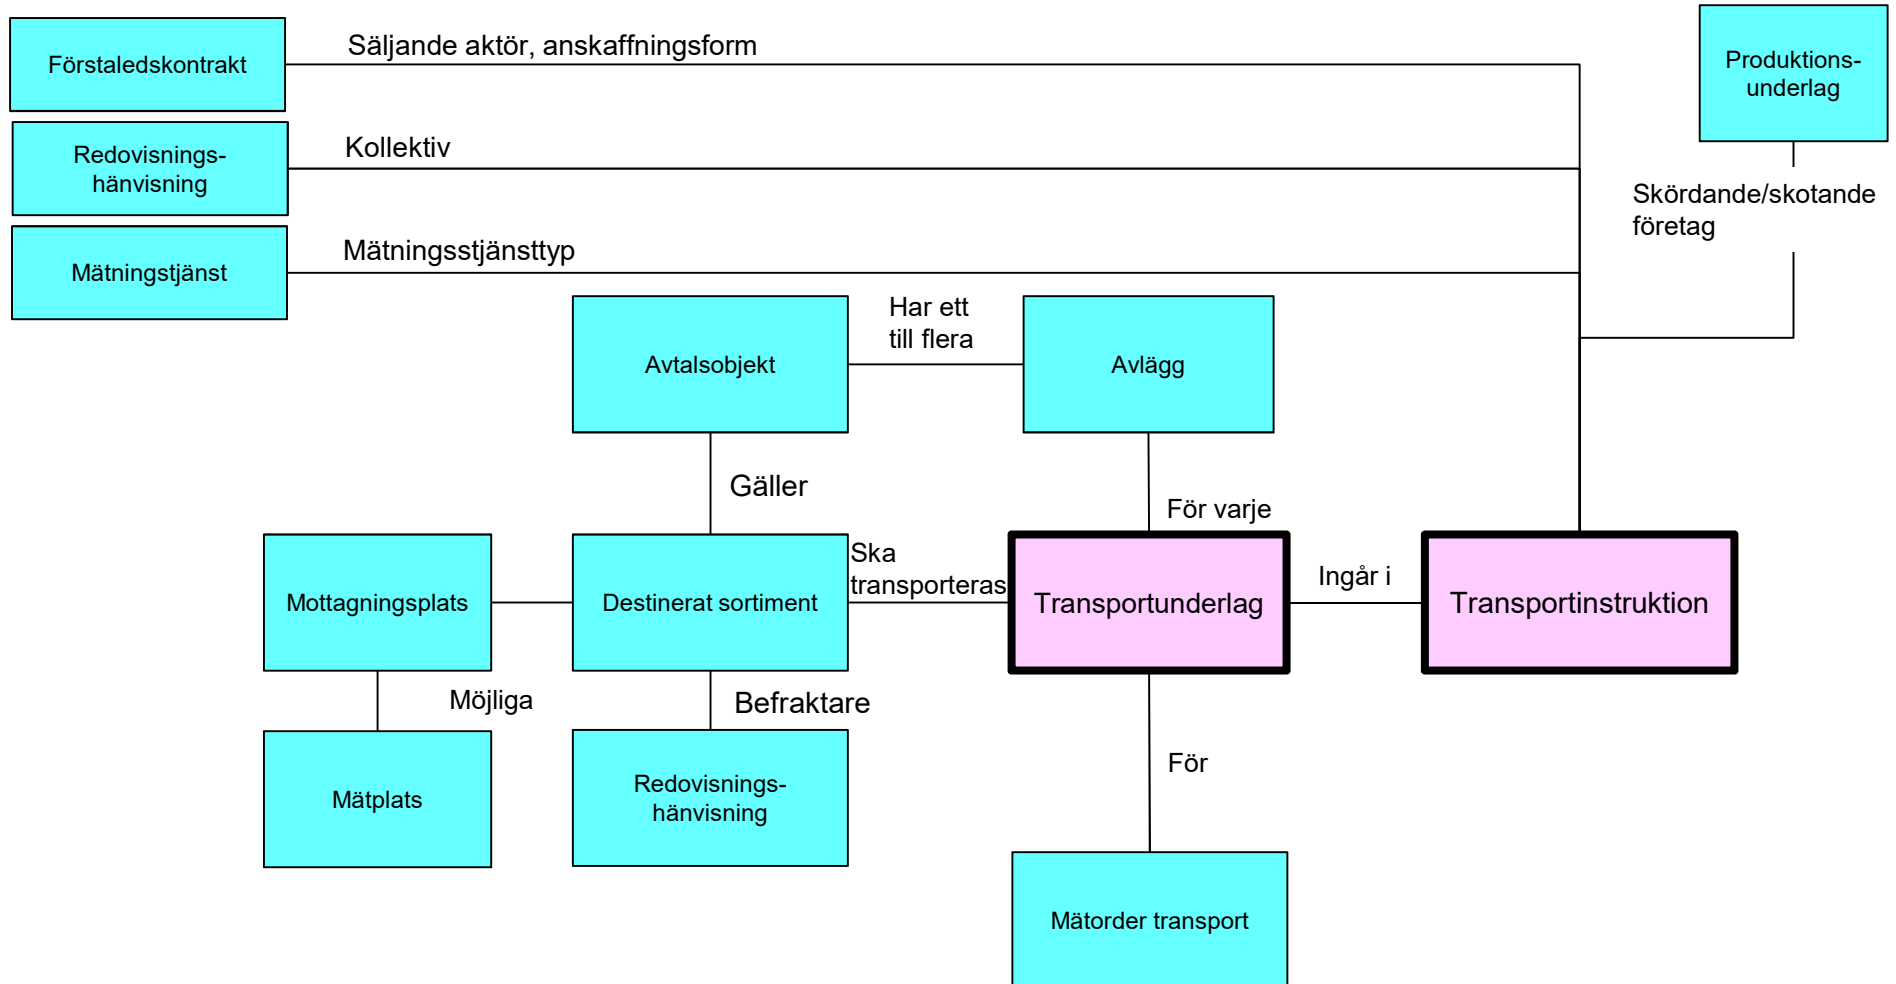 Förstaledskontrakt
Säljande aktör, anskaffningsform
Produktions-
underlag
Redovisnings-
hänvisning
Kollektiv
Skördande/skotande
företag
Mätningstjänst
Mätningsstjänsttyp
Avtalsobjekt
Har ett
till flera
Avlägg
Gäller
För varje
Mottagningsplats
Destinerat sortiment
Ska
transporteras
Transportunderlag
Ingår i
Transportinstruktion
Möjliga
Befraktare
Mätplats
Redovisnings-
hänvisning
För
Mätorder transport